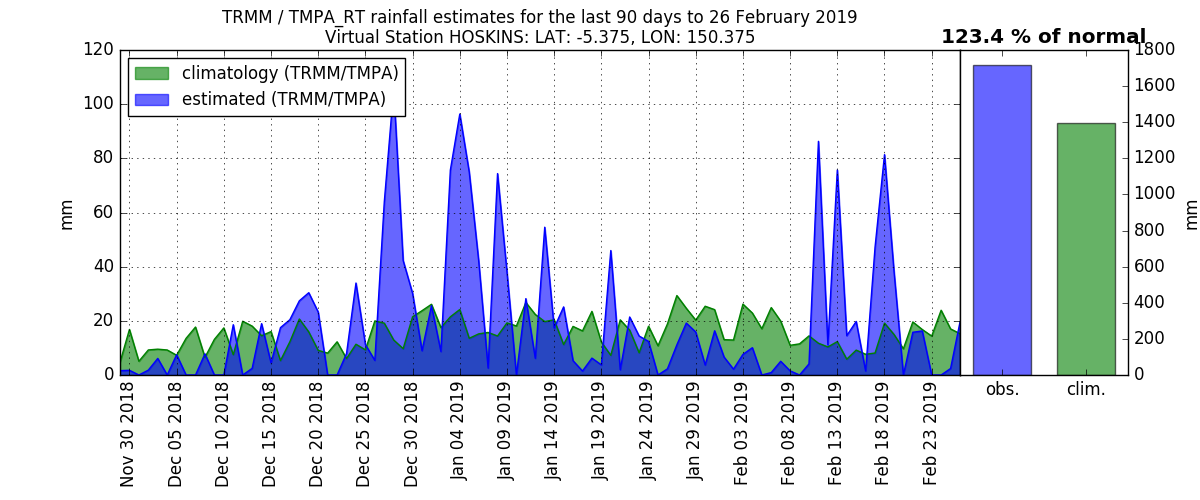 TRMM / TMPA_RT rainfall estimates for the last 90 days to 26 February 2019
Virtual Station HOSKINS: LAT: -5.375, LON: 150.375
123.4 % of normal
climatology (TRMM/TMPA)
estimated (TRMM/TMPA)
mm
120
100
80
60
40
20
0
1800
1600
1400
1200
1000
800
600
400
200
0
mm
Nov 30 2018
Dec 05 2018
Dec 10 2018
Dec 15 2018
Dec 20 2018
Dec 25 2018
Dec 30 2018
Jan 04 2019
Jan 09 2019
Jan 14 2019
Jan 19 2019
Jan 24 2019
Jan 29 2019
Feb 03 2019
Feb 08 2019
Feb 13 2019
Feb 18 2019
Feb 23 2019
obs.
clim.